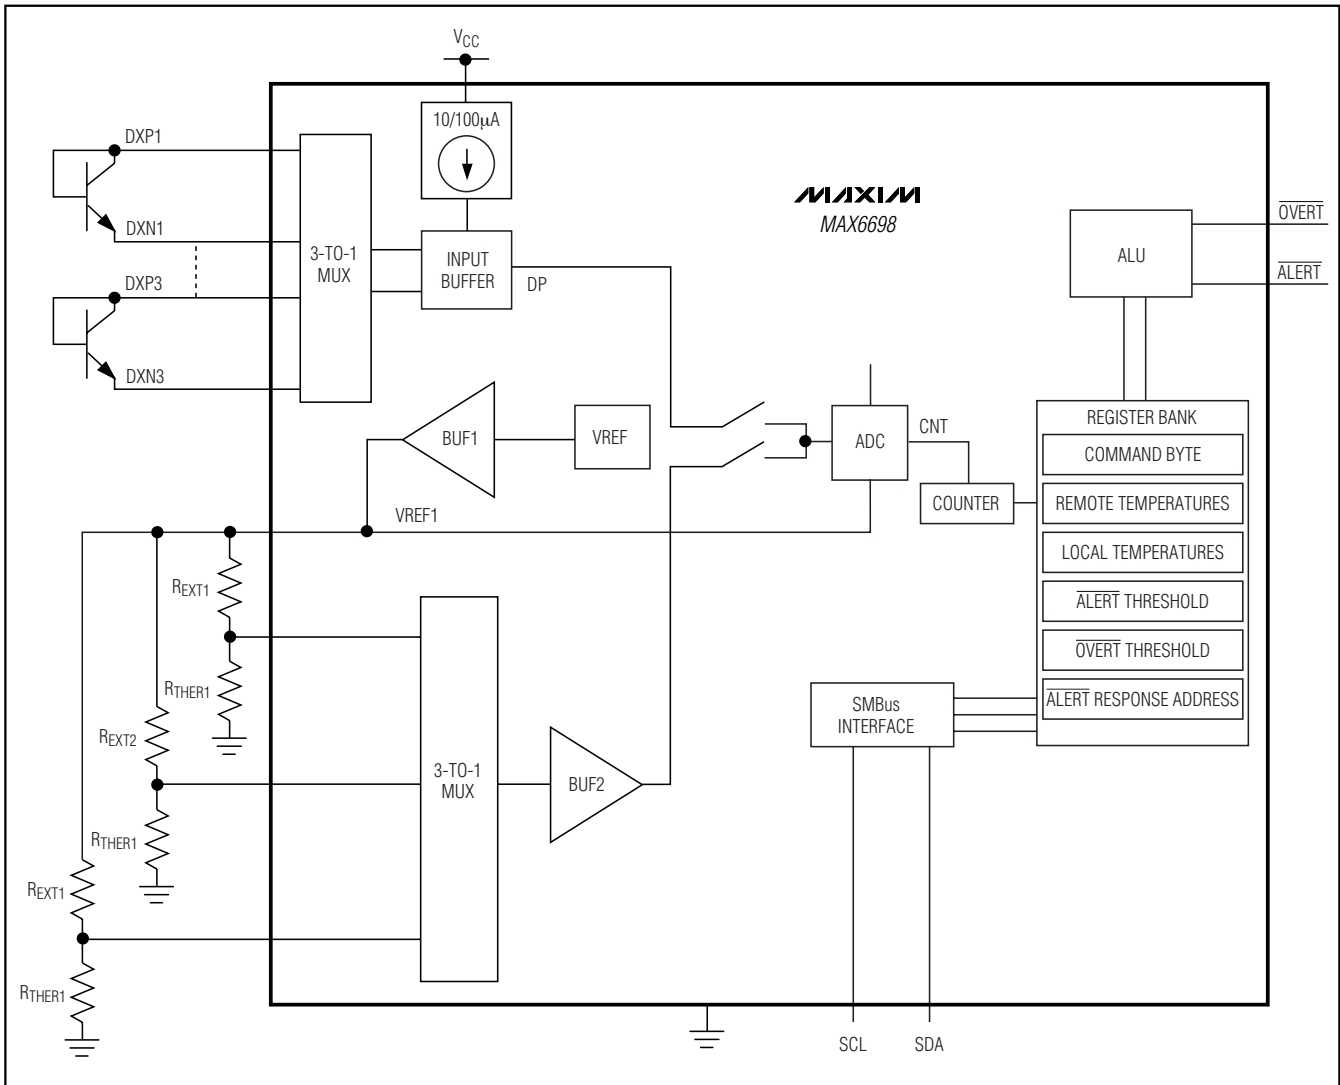 VCC
10/100µA
DXP1
DXN1
DXP3
DXN3
3-TO-1
MUX
INPUT
BUFFER
DP
MAXIM
MAX6698
ALU
OVERT
ALERT
BUF1
VREF
ADC
CNT
COUNTER
VREF1
REGISTER BANK
COMMAND BYTE
REMOTE TEMPERATURES
LOCAL TEMPERATURES
ALERT THRESHOLD
OVERT THRESHOLD
ALERT RESPONSE ADDRESS
REXT1
RTHER1
REXT2
RTHER1
REXT1
RTHER1
3-TO-1
MUX
BUF2
SMBus
INTERFACE
SCL
SDA